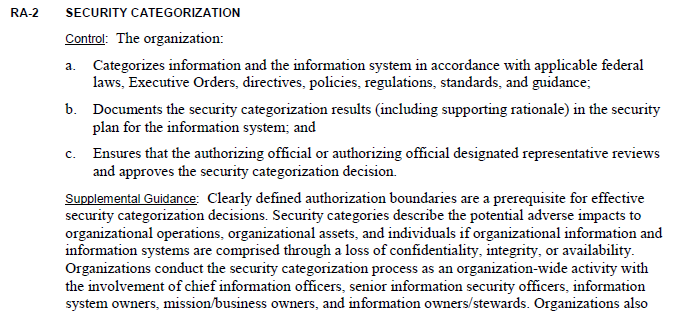 RA-2 SECURITY CATEGORIZATION
Control: The organization:
a. Categorizes information and the information system in accordance with applicable federal
laws, Executive Orders, directives, policies, regulations, standards, and guidance;
b. Documents the security categorization results (including supporting rationale) in the security
plan for the information system; and
c. Ensures that the authorizing official or authorizing official designated representative reviews
and approves the security categorization decision.
Supplemental Guidance: Clearly defined authorization boundaries are a prerequisite for effective
security categorization decisions. Security categories describe the potential adverse impacts to
organizational operations, organizational assets, and individuals if organizational information and
information systems are comprised through a loss of confidentiality, integrity, or availability.
Organizations conduct the security categorization process as an organization-wide activity with
the involvement of chief information officers, senior information security officers, information
system owners, mission/business owners, and information owners/stewards. Organizations also